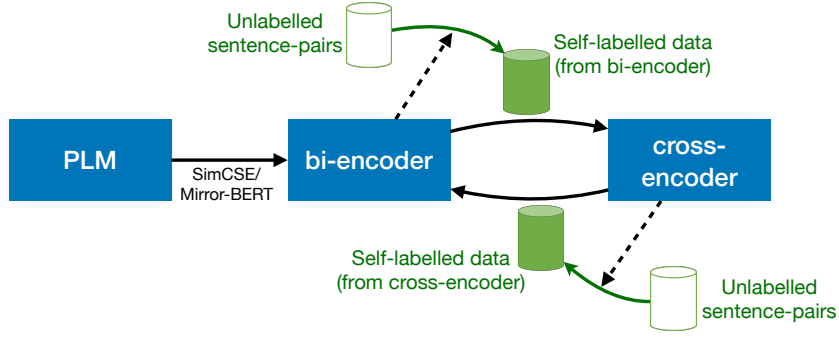 Unlabelled
sentence-pairs
Self-labelled data
(from bi-encoder)
PLM
SimCSE/
Mirror-BERT
bi-encoder
cross-
encoder
Self-labelled data
(from cross-encoder)
Unlabelled
sentence-pairs